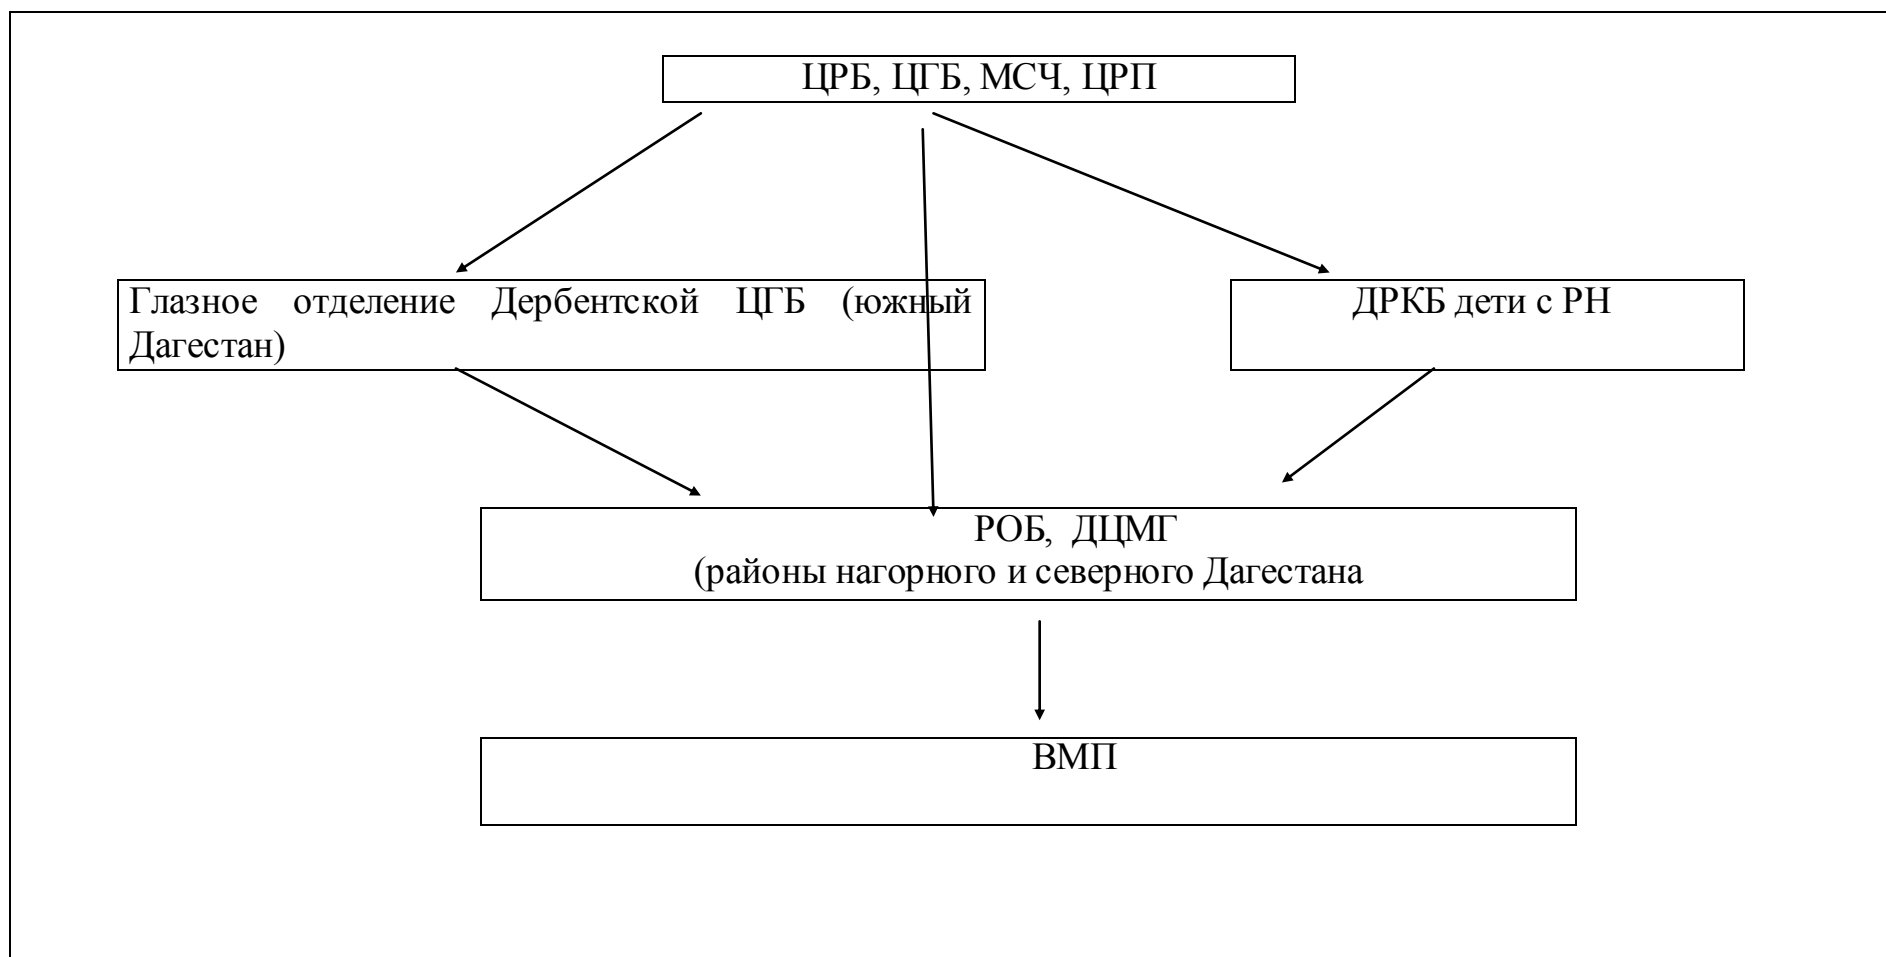 ЦРБ, ЦГБ, МСЧ, ЦРП
Глазное отделение Дербентской ЦГБ (южный
Дагестан)
ДРКБ дети с РН
РОБ, ДЦМГ
(районы нагорного и северного Дагестана
ВМП